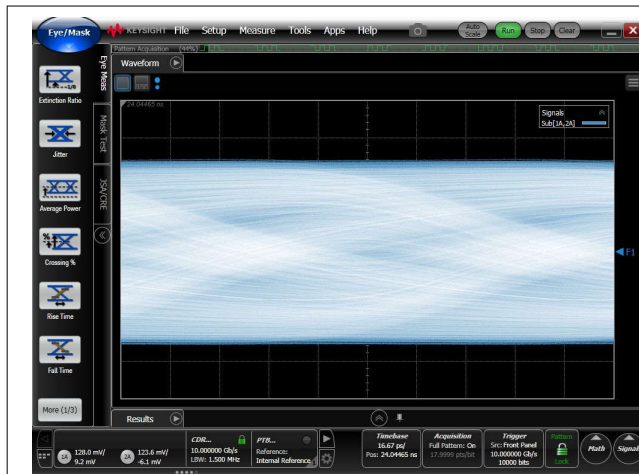 Eye/Mask
KEYSIGHT File Setup Measure Tools Apps Help
Auto Scale
Run Stop Clear
Pattern Acquisition (44%)
Waveform
Eye Meas
Mask Test
JSA/CRE
Extinction Ratio
Jitter
Average Power
Crossing %
Rise Time
Fall Time
More (1/3)
24.04465 ns
Signals
Sub[1A,2A]
F1
Results
1A 128.0 mV/
9.2 mV
2A 123.6 mV/
-6.1 mV
CDR...
10.000000 Gb/s
LBW: 1.500 MHz
PTB...
Reference:
Internal Reference
Timebase
16.67 ps/
Pos: 24.04465 ns
Acquisition
Full Pattern: On
17.9999 pts/bit
Trigger
Src: Front Panel
10.000000 Gb/s
10000 bits
Pattern
Lock
Math
Signals